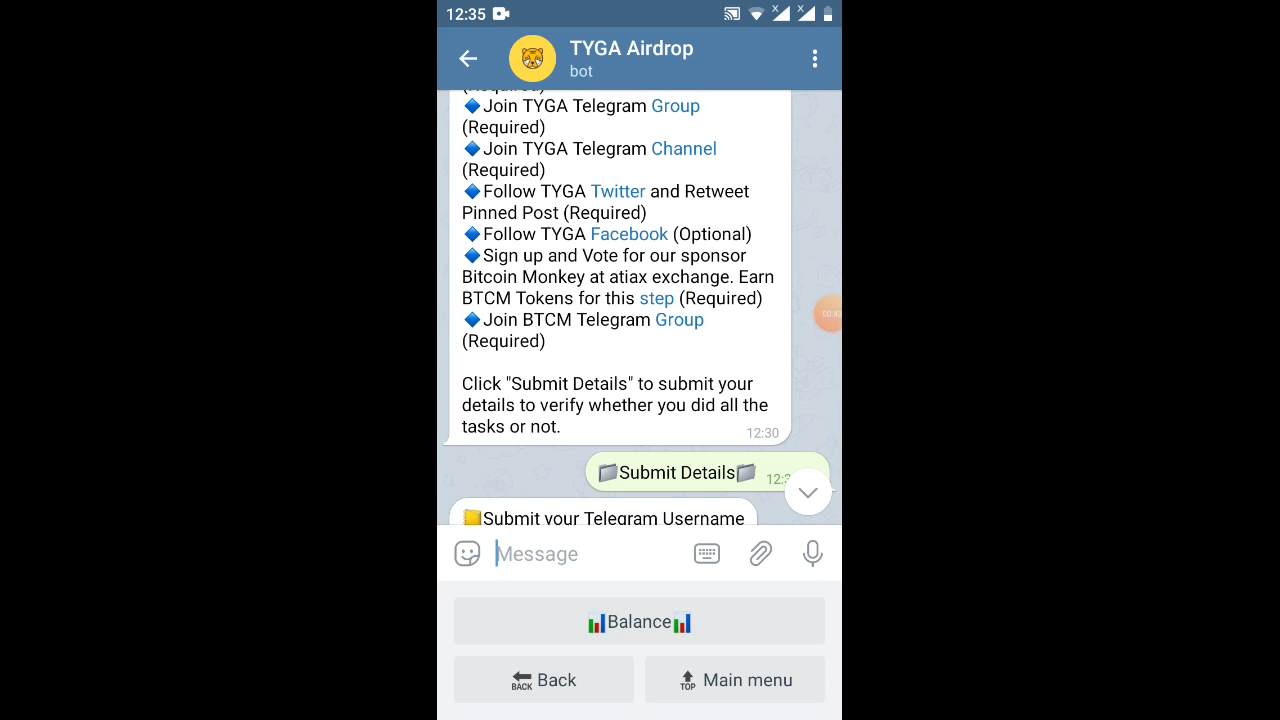 12:35
TYGA Airdrop
bot
(Required)
🔷Join TYGA Telegram Group
(Required)
🔷Join TYGA Telegram Channel
(Required)
🔷Follow TYGA Twitter and Retweet
Pinned Post (Required)
🔷Follow TYGA Facebook (Optional)
🔷Sign up and Vote for our sponsor
Bitcoin Monkey at atiax exchange. Earn
BTCM Tokens for this step (Required)
🔷Join BTCM Telegram Group
(Required)
Click "Submit Details" to submit your
details to verify whether you did all the
tasks or not.
12:30
📁Submit Details📁
📒Submit your Telegram Username
Message
📊Balance📊
🔙 Back
🔝 Main menu